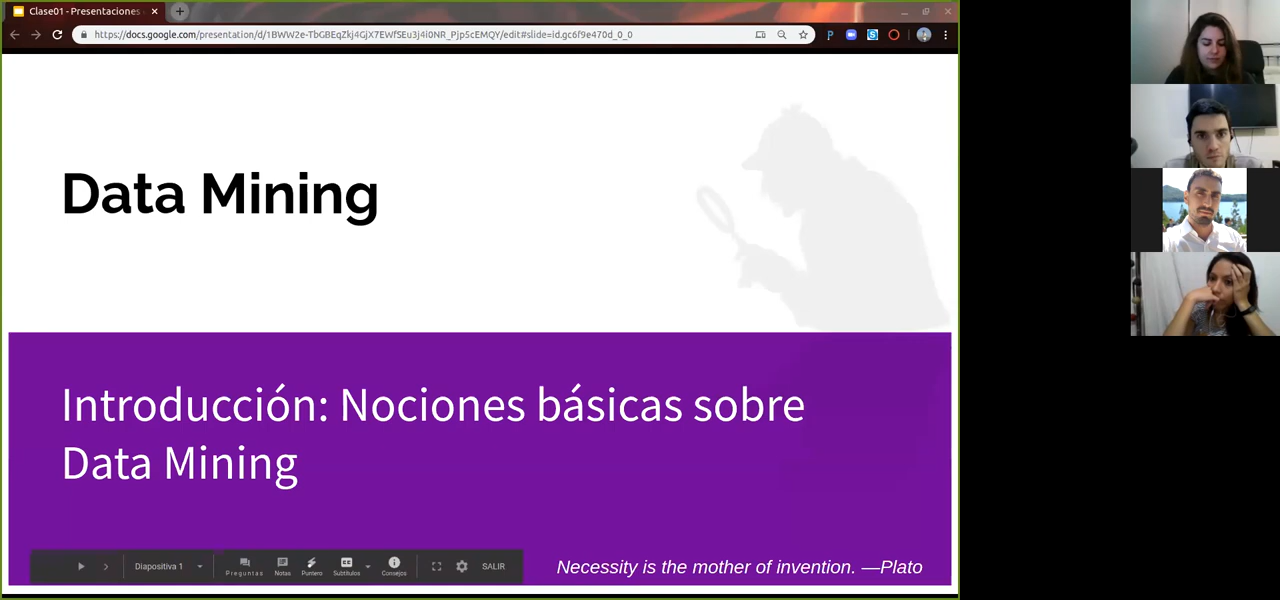 Clase01 - Presentaciones
https://docs.google.com/presentation/d/1BWW2e-TbGBEqZkj4GjX7EWfSEu3j4i0NR_Pjp5cEMQY/edit#slide=id.gc6f9e470d_0_0
Data Mining
Introducción: Nociones básicas sobre
Data Mining
Diapositiva 1
Preguntas
Notas
Puntero
Subtítulos
Consejos
SALIR
Necessity is the mother of invention. —Plato